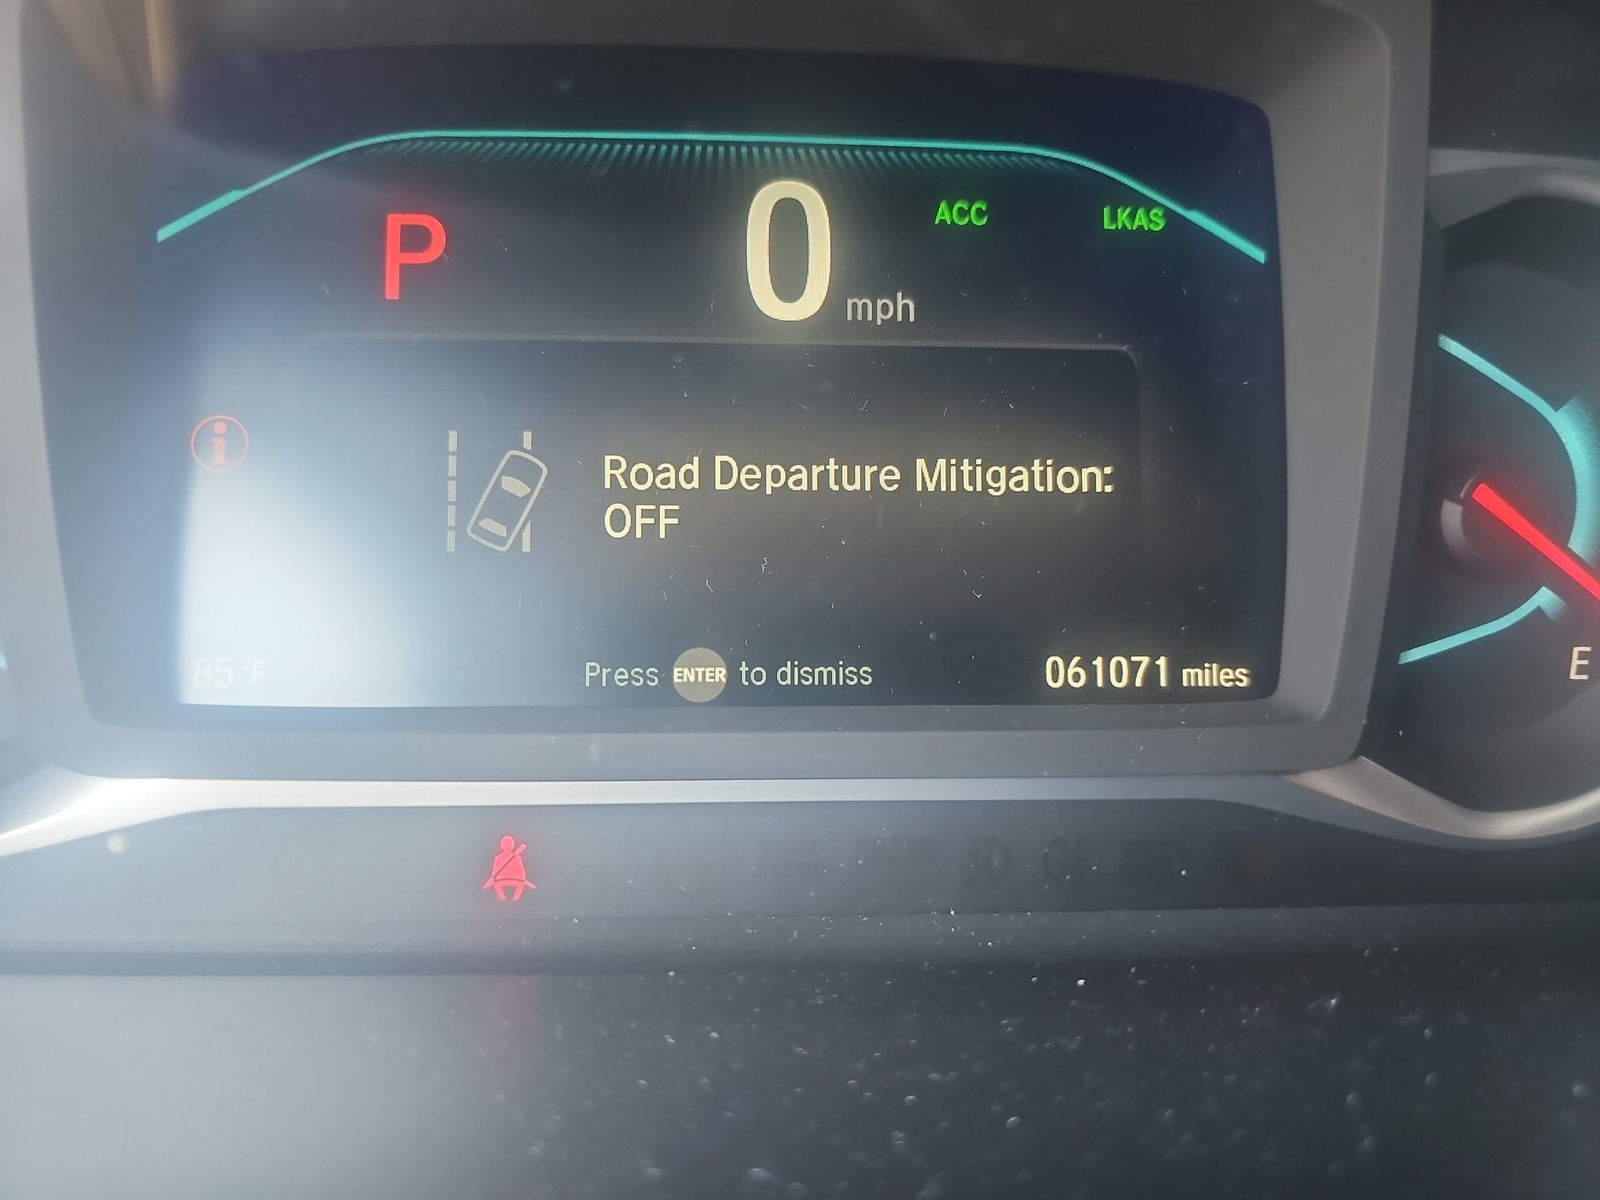 P
0 mph
ACC
LKAS
i
Road Departure Mitigation:
OFF
85°F
Press ENTER to dismiss
061071 miles
E